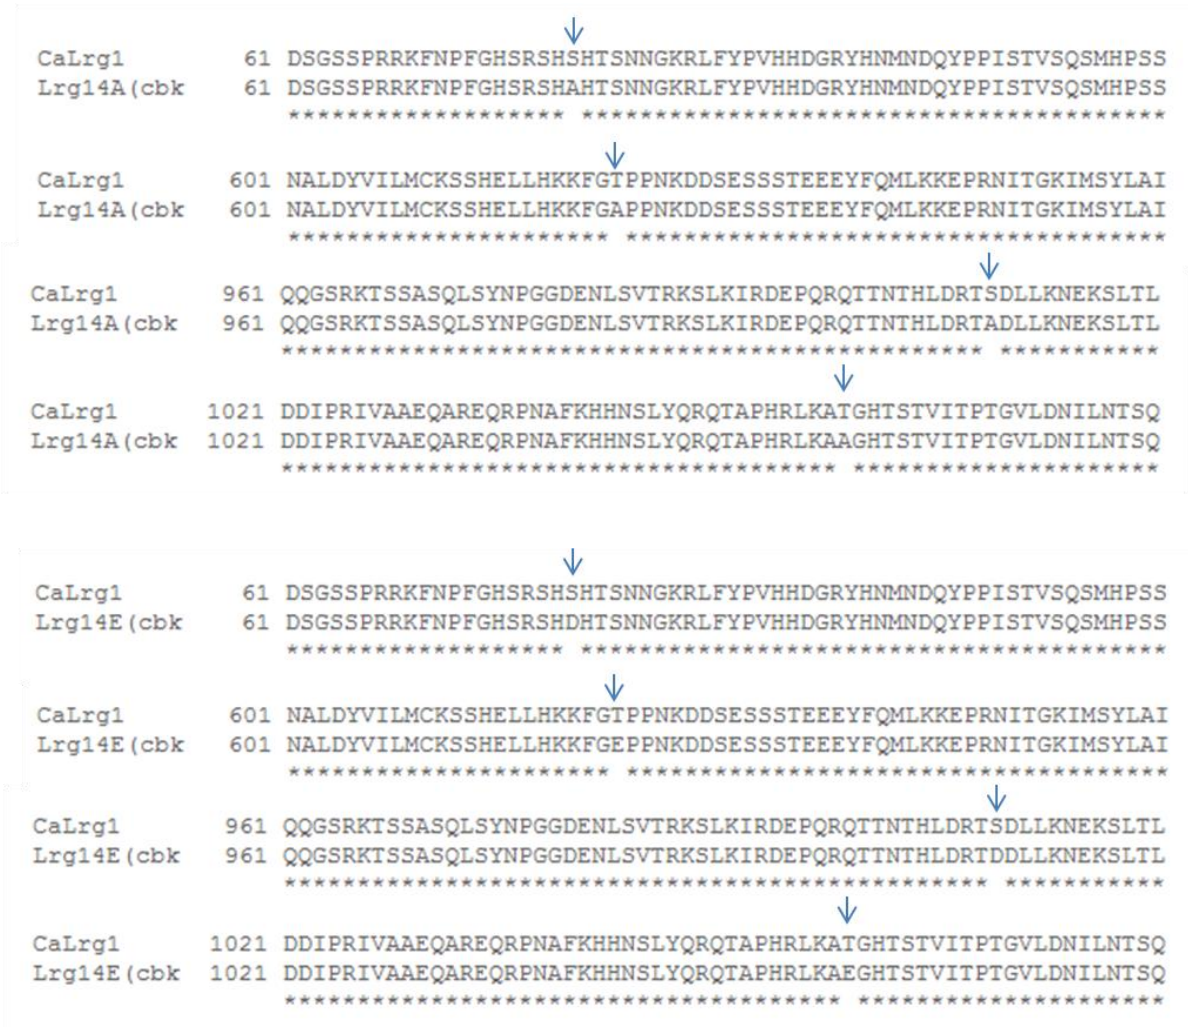 CaLrg1 61 DSGSSPRRKFNPFGHSRSHSHTSNNGKRLFYPVHHDGRYHNMNDQYPPISTVSQSMHPSS
Lrg14A(cbk 61 DSGSSPRRKFNPFGHSRSHAHTSNNGKRLFYPVHHDGRYHNMNDQYPPISTVSQSMHPSS
******************* ****************************************
CaLrg1 601 NALDYVILMCKSSHELLHKKFGTPPNKDDSESSSTEEEYFQMLKKEPRNITGKIMSYLAI
Lrg14A(cbk 601 NALDYVILMCKSSHELLHKKFGAPPNKDDSESSSTEEEYFQMLKKEPRNITGKIMSYLAI
********************** *************************************
CaLrg1 961 QQGSRKTSSASQLSYNPGGDENLSVTRKSLKIRDEPQRQTTNTHLDRTSDLLKNEKSLTL
Lrg14A(cbk 961 QQGSRKTSSASQLSYNPGGDENLSVTRKSLKIRDEPQRQTTNTHLDRTADLLKNEKSLTL
************************************************ ***********
CaLrg1 1021 DDIPRIVAAEQAREQRPNAFKHHNSLYQRQTAPHRLKATGHTSTVITPTGVLDNILNTSQ
Lrg14A(cbk 1021 DDIPRIVAAEQAREQRPNAFKHHNSLYQRQTAPHRLKAAGHTSTVITPTGVLDNILNTSQ
************************************** *********************
CaLrg1 61 DSGSSPRRKFNPFGHSRSHSHTSNNGKRLFYPVHHDGRYHNMNDQYPPISTVSQSMHPSS
Lrg14E(cbk 61 DSGSSPRRKFNPFGHSRSHDHTSNNGKRLFYPVHHDGRYHNMNDQYPPISTVSQSMHPSS
******************* ****************************************
CaLrg1 601 NALDYVILMCKSSHELLHKKFGTPPNKDDSESSSTEEEYFQMLKKEPRNITGKIMSYLAI
Lrg14E(cbk 601 NALDYVILMCKSSHELLHKKFGEPPNKDDSESSSTEEEYFQMLKKEPRNITGKIMSYLAI
********************** *************************************
CaLrg1 961 QQGSRKTSSASQLSYNPGGDENLSVTRKSLKIRDEPQRQTTNTHLDRTSDLLKNEKSLTL
Lrg14E(cbk 961 QQGSRKTSSASQLSYNPGGDENLSVTRKSLKIRDEPQRQTTNTHLDRTDDLLKNEKSLTL
************************************************ ***********
CaLrg1 1021 DDIPRIVAAEQAREQRPNAFKHHNSLYQRQTAPHRLKATGHTSTVITPTGVLDNILNTSQ
Lrg14E(cbk 1021 DDIPRIVAAEQAREQRPNAFKHHNSLYQRQTAPHRLKAEGHTSTVITPTGVLDNILNTSQ
************************************** *********************